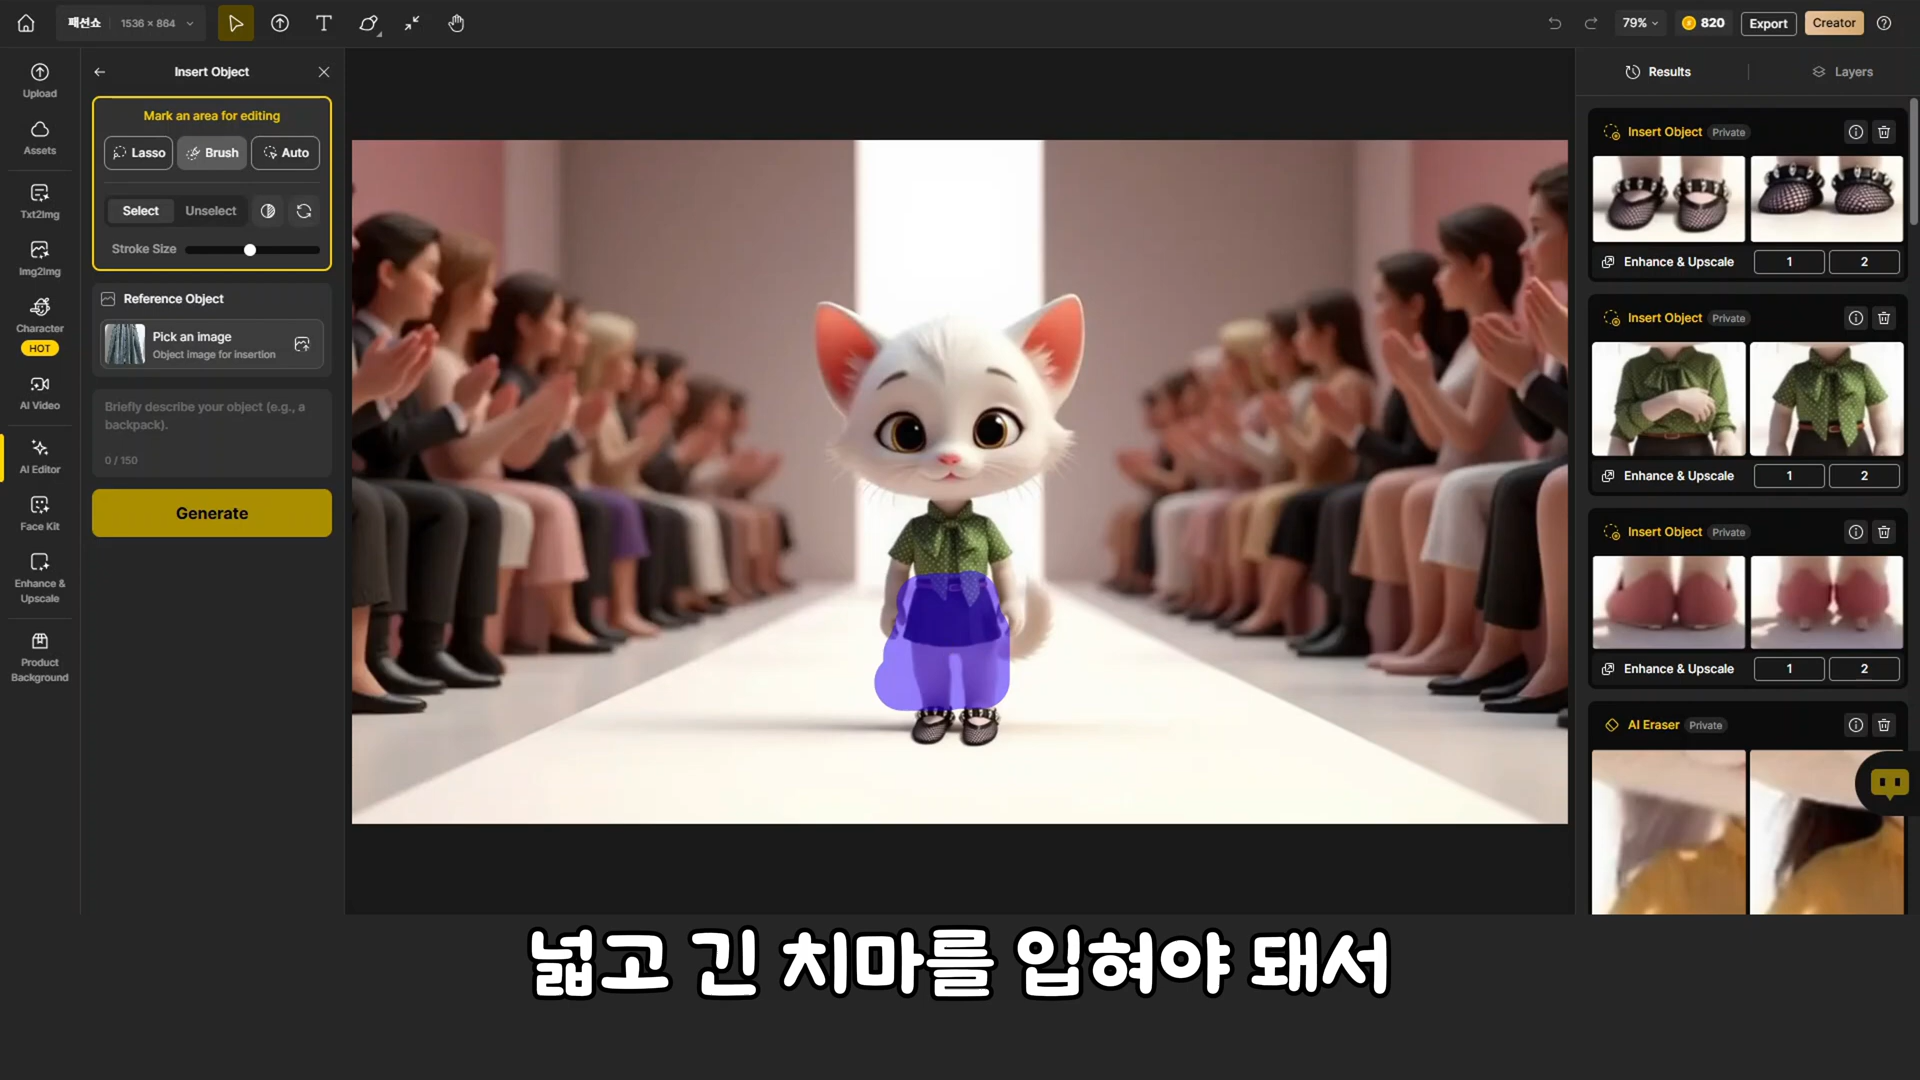 패션쇼 1536 × 864
79%
820
Export
Creator
Upload
Assets
Txt2Img
Img2Img
Character
HOT
AI Video
AI Editor
Face Kit
Enhance &
Upscale
Product
Background
Insert Object
Mark an area for editing
Lasso
Brush
Auto
Select
Unselect
Stroke Size
Reference Object
Pick an image
Object image for insertion
Briefly describe your object (e.g., a
backpack).
0 / 150
Generate
Results
Layers
Insert Object Private
Enhance & Upscale 1 2
Insert Object Private
Enhance & Upscale 1 2
Insert Object Private
Enhance & Upscale 1 2
AI Eraser Private
넓고 긴 치마를 입혀야 돼서